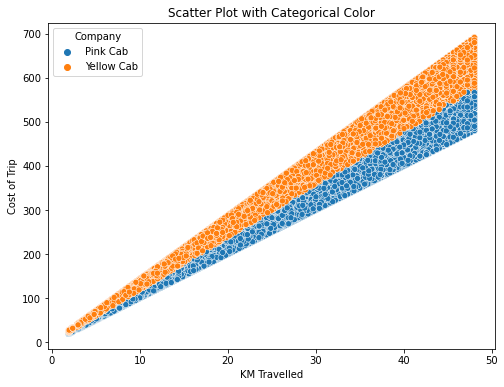 Scatter Plot with Categorical Color
Company
Pink Cab
Yellow Cab
700
600
500
400
300
200
100
0
Cost of Trip
0 10 20 30 40 50
KM Travelled